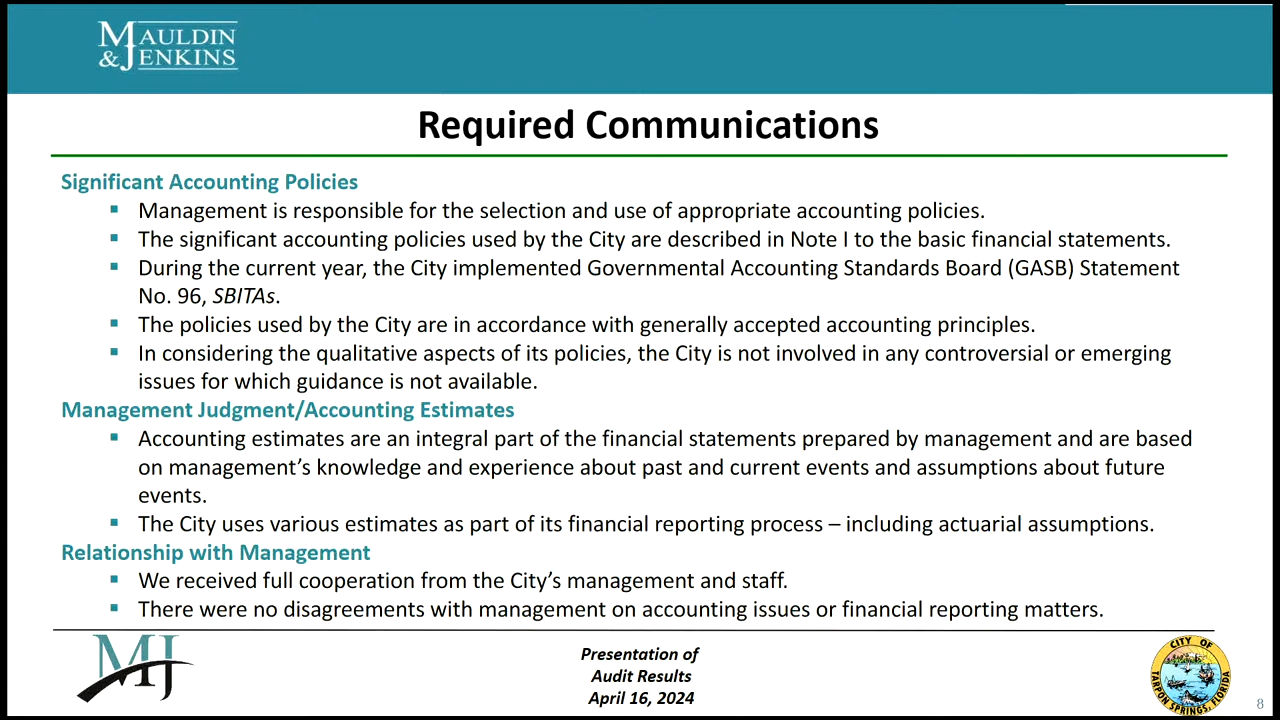 MAULDIN
& JENKINS
Required Communications
Significant Accounting Policies
▪ Management is responsible for the selection and use of appropriate accounting policies.
▪ The significant accounting policies used by the City are described in Note I to the basic financial statements.
▪ During the current year, the City implemented Governmental Accounting Standards Board (GASB) Statement
No. 96, SBITAs.
▪ The policies used by the City are in accordance with generally accepted accounting principles.
▪ In considering the qualitative aspects of its policies, the City is not involved in any controversial or emerging
issues for which guidance is not available.
Management Judgment/Accounting Estimates
▪ Accounting estimates are an integral part of the financial statements prepared by management and are based
on management’s knowledge and experience about past and current events and assumptions about future
events.
▪ The City uses various estimates as part of its financial reporting process – including actuarial assumptions.
Relationship with Management
▪ We received full cooperation from the City’s management and staff.
▪ There were no disagreements with management on accounting issues or financial reporting matters.
MJ
Presentation of
Audit Results
April 16, 2024
CITY OF
TARPON SPRINGS, FLORIDA
8